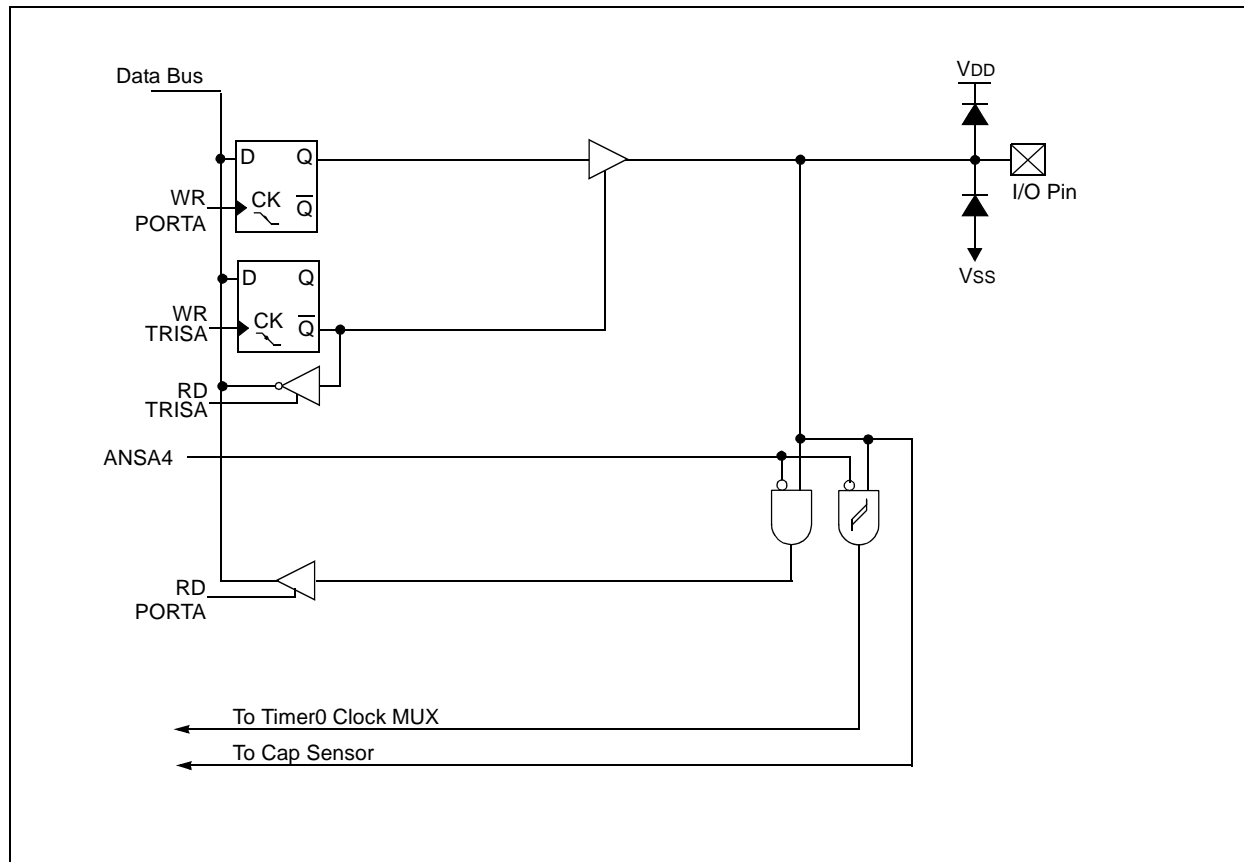 Data Bus
VDD
D Q
WR
PORTA
CK Q̅
I/O Pin
D Q
WR
TRISA
CK Q̅
VSS
RD
TRISA
ANSA4
RD
PORTA
To Timer0 Clock MUX
To Cap Sensor